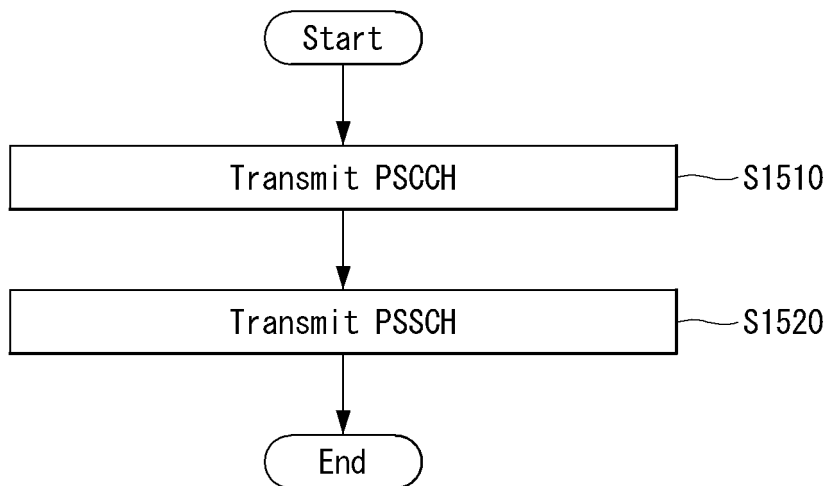 Start
Transmit PSCCH
S1510
Transmit PSSCH
S1520
End